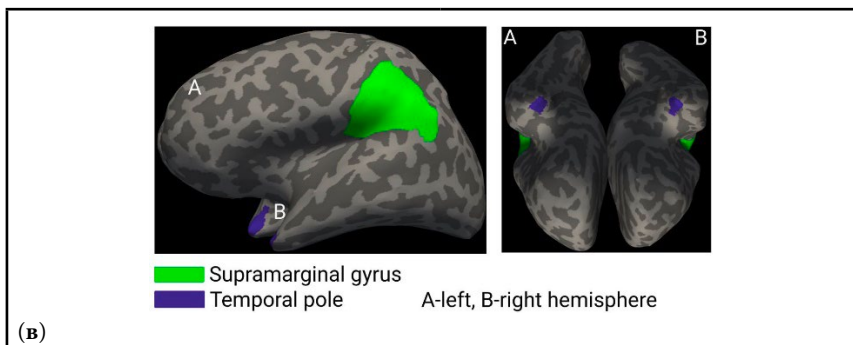 A
B
A
B
Supramarginal gyrus
Temporal pole
A-left, B-right hemisphere
(B)